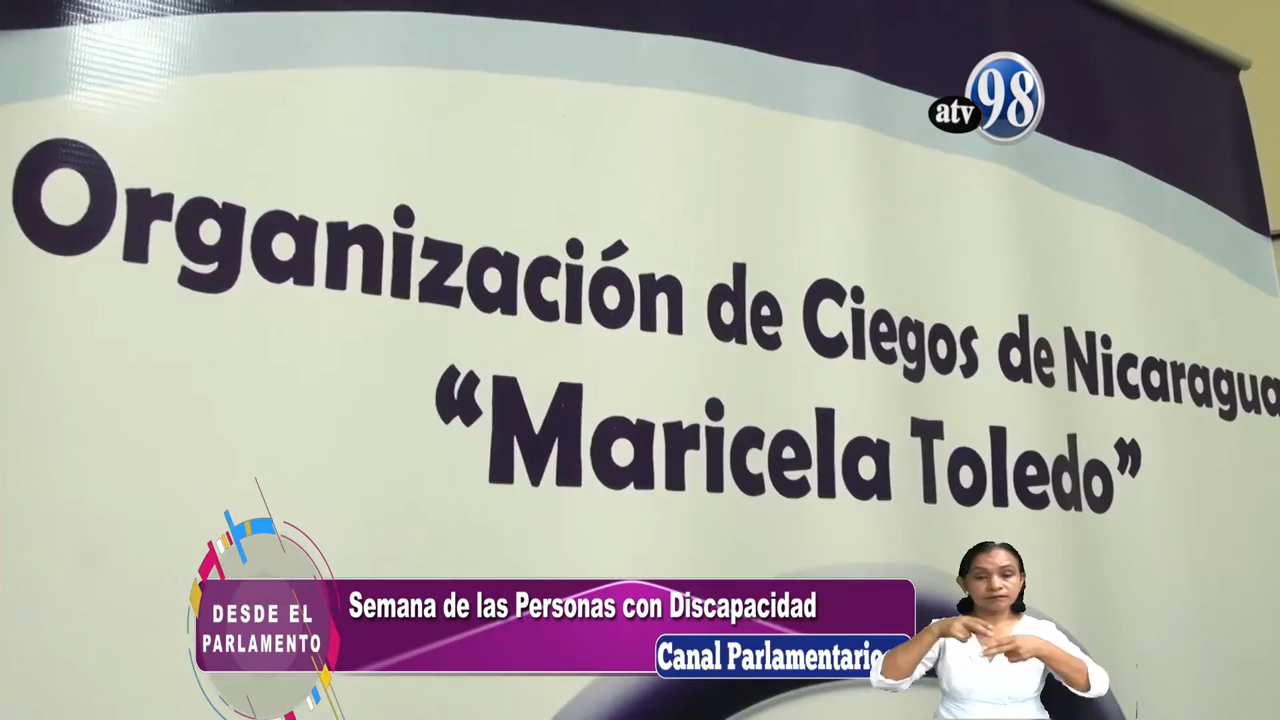 atv 98
Organización de Ciegos de Nicaragua
“Maricela Toledo”
DESDE EL
PARLAMENTO
Semana de las Personas con Discapacidad
Canal Parlamentario